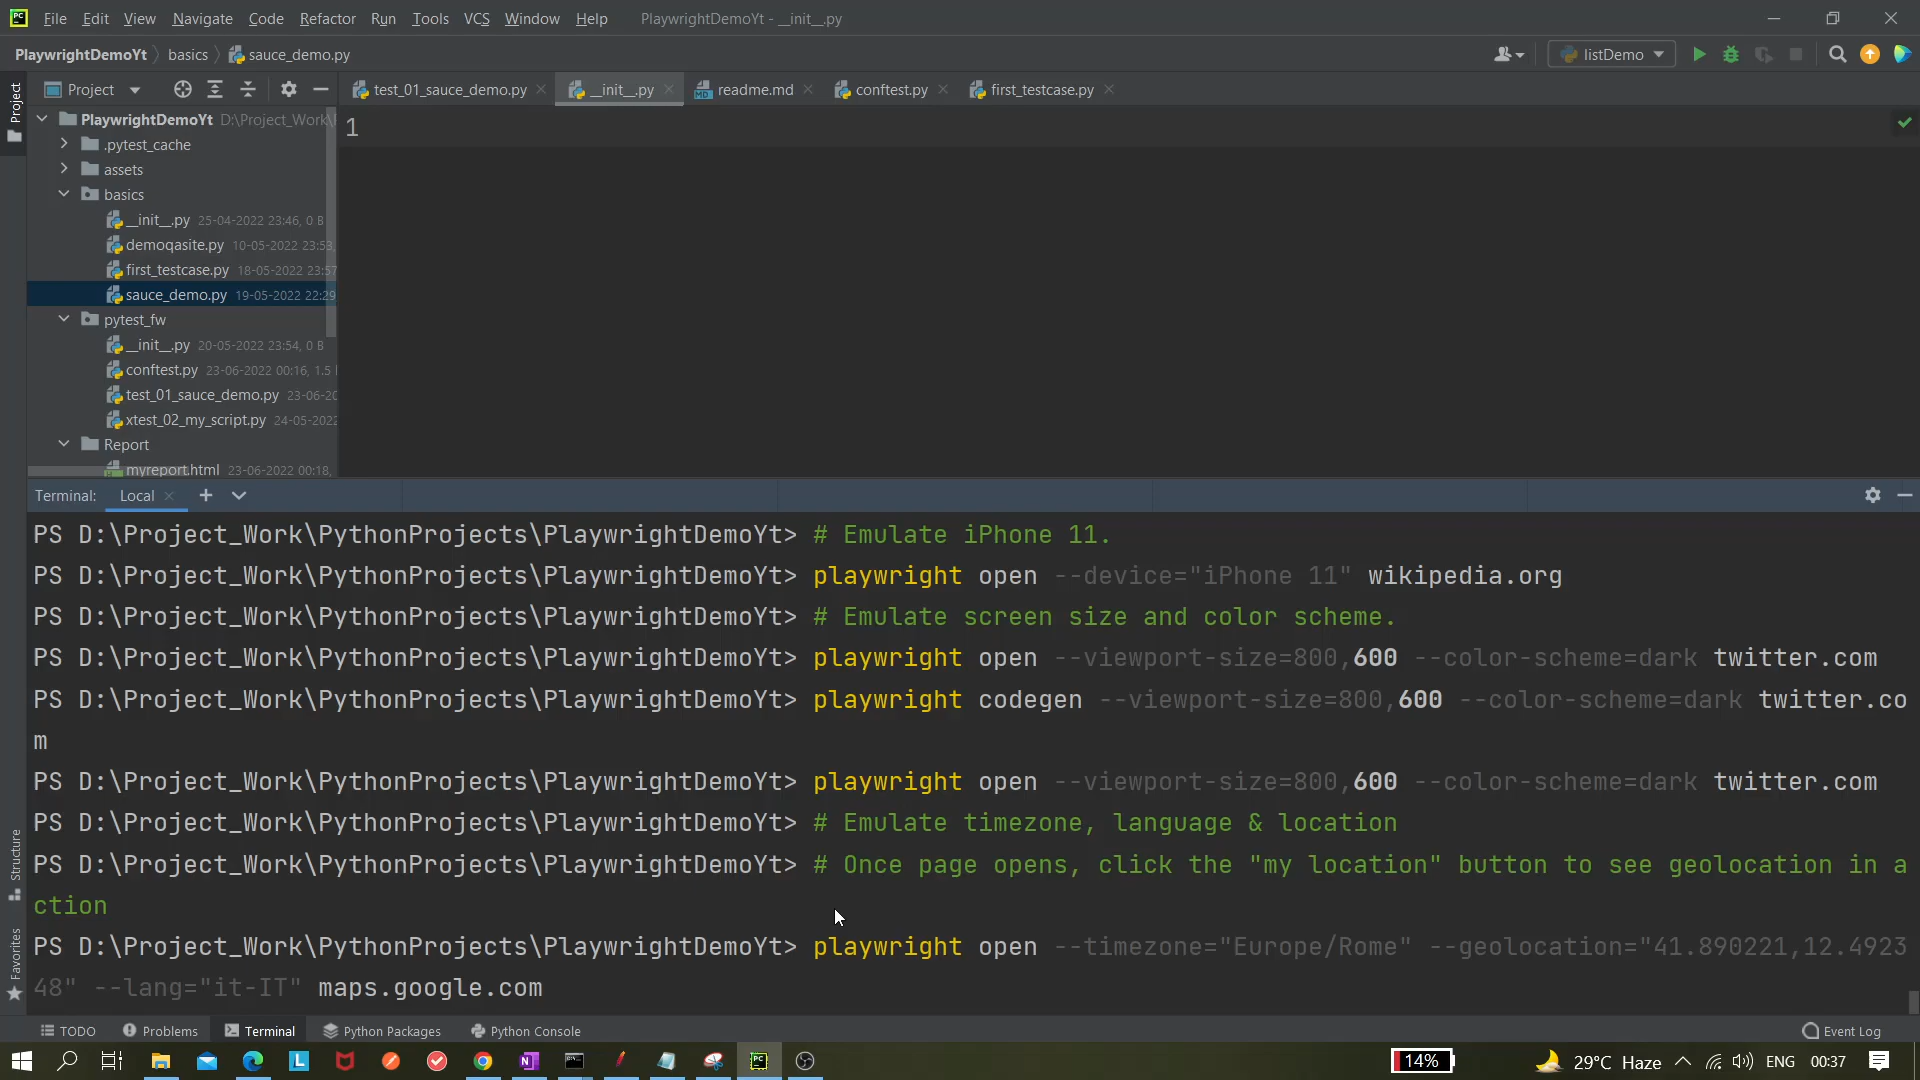 PC File Edit View Navigate Code Refactor Run Tools VCS Window Help PlaywrightDemoYt - __init__.py
PlaywrightDemoYt basics sauce_demo.py listDemo
Project Project test_01_sauce_demo.py __init__.py readme.md conftest.py first_testcase.py
PlaywrightDemoYt D:\Project_Work\
1
.pytest_cache
assets
basics
__init__.py 25-04-2022 23:46, 0 B
demoqasite.py 10-05-2022 23:53,
first_testcase.py 18-05-2022 23:57
sauce_demo.py 19-05-2022 22:29
pytest_fw
__init__.py 20-05-2022 23:54, 0 B
conftest.py 23-06-2022 00:16, 1.5
test_01_sauce_demo.py 23-06-20
xtest_02_my_script.py 24-05-2022
Report
myreport.html 23-06-2022 00:18,
Terminal: Local
PS D:\Project_Work\PythonProjects\PlaywrightDemoYt> # Emulate iPhone 11.
PS D:\Project_Work\PythonProjects\PlaywrightDemoYt> playwright open --device="iPhone 11" wikipedia.org
PS D:\Project_Work\PythonProjects\PlaywrightDemoYt> # Emulate screen size and color scheme.
PS D:\Project_Work\PythonProjects\PlaywrightDemoYt> playwright open --viewport-size=800,600 --color-scheme=dark twitter.com
PS D:\Project_Work\PythonProjects\PlaywrightDemoYt> playwright codegen --viewport-size=800,600 --color-scheme=dark twitter.co
m
PS D:\Project_Work\PythonProjects\PlaywrightDemoYt> playwright open --viewport-size=800,600 --color-scheme=dark twitter.com
PS D:\Project_Work\PythonProjects\PlaywrightDemoYt> # Emulate timezone, language & location
PS D:\Project_Work\PythonProjects\PlaywrightDemoYt> # Once page opens, click the "my location" button to see geolocation in a
ction
PS D:\Project_Work\PythonProjects\PlaywrightDemoYt> playwright open --timezone="Europe/Rome" --geolocation="41.890221,12.4923
48" --lang="it-IT" maps.google.com
Structure
Favorites
TODO Problems Terminal Python Packages Python Console Event Log
14% 29°C Haze ENG 00:37